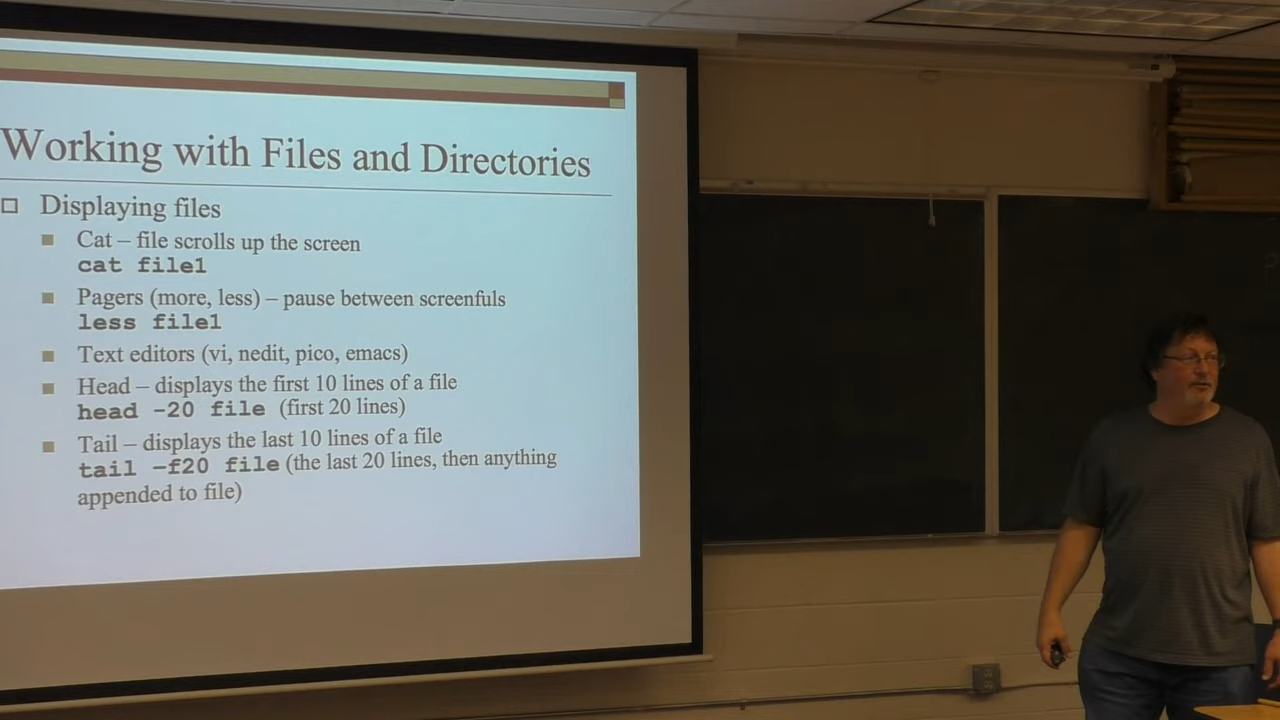 Working with Files and Directories
Displaying files
Cat – file scrolls up the screen
cat file1
Pagers (more, less) – pause between screenfuls
less file1
Text editors (vi, nedit, pico, emacs)
Head – displays the first 10 lines of a file
head -20 file (first 20 lines)
Tail – displays the last 10 lines of a file
tail –f20 file (the last 20 lines, then anything
appended to file)